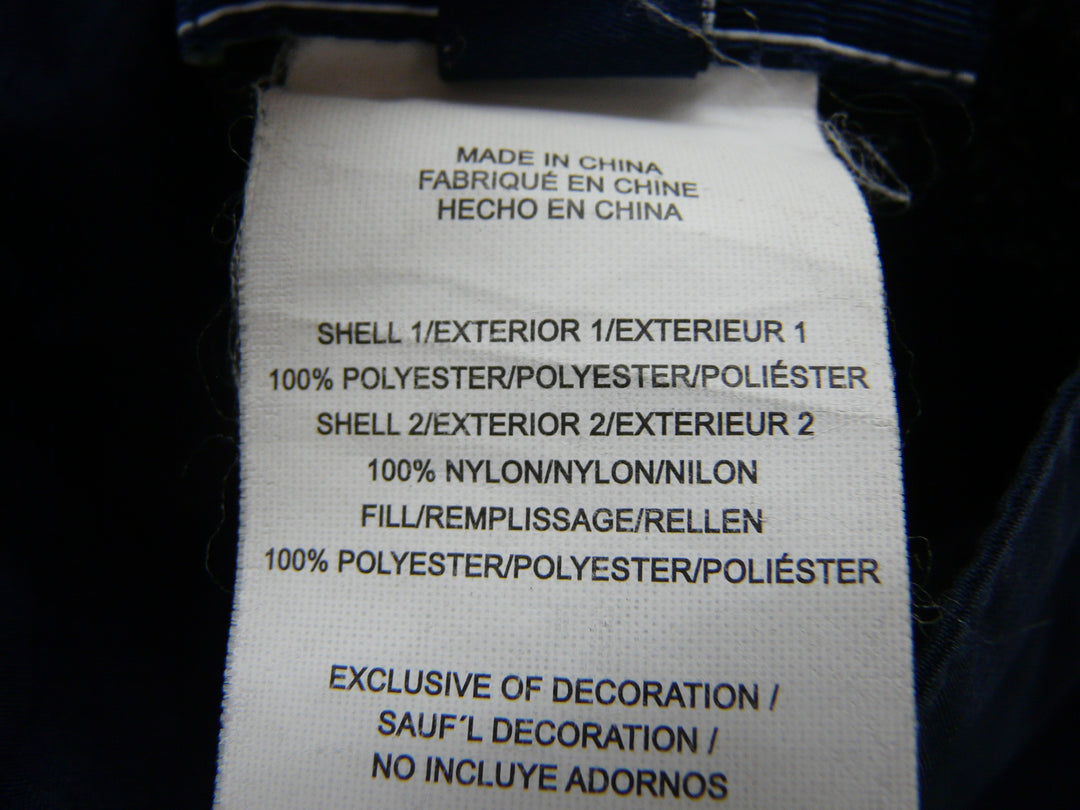 MADE IN CHINA
FABRIQUÉ EN CHINE
HECHO EN CHINA
SHELL 1/EXTERIOR 1/EXTERIEUR 1
100% POLYESTER/POLYESTER/POLIÉSTER
SHELL 2/EXTERIOR 2/EXTERIEUR 2
100% NYLON/NYLON/NILON
FILL/REMPLISSAGE/RELLEN
100% POLYESTER/POLYESTER/POLIÉSTER
EXCLUSIVE OF DECORATION /
SAUF´L DECORATION /
NO INCLUYE ADORNOS